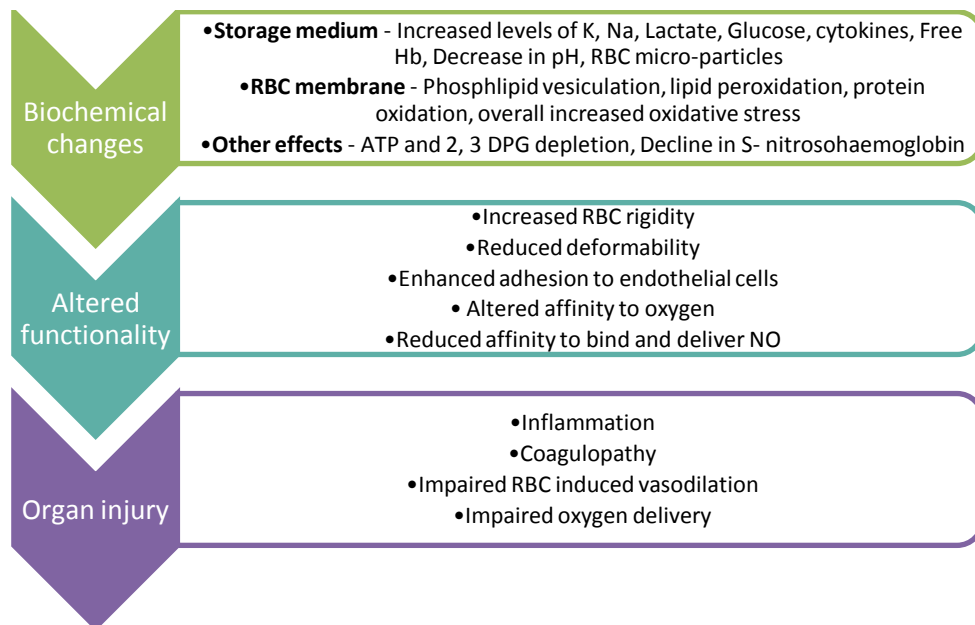 Biochemical
changes
•Storage medium - Increased levels of K, Na, Lactate, Glucose, cytokines, Free
Hb, Decrease in pH, RBC micro-particles
•RBC membrane - Phosphlipid vesiculation, lipid peroxidation, protein
oxidation, overall increased oxidative stress
•Other effects - ATP and 2, 3 DPG depletion, Decline in S- nitrosohaemoglobin
Altered
functionality
•Increased RBC rigidity
•Reduced deformability
•Enhanced adhesion to endothelial cells
• Altered affinity to oxygen
•Reduced affinity to bind and deliver NO
Organ injury
•Inflammation
•Coagulopathy
•Impaired RBC induced vasodilation
•Impaired oxygen delivery